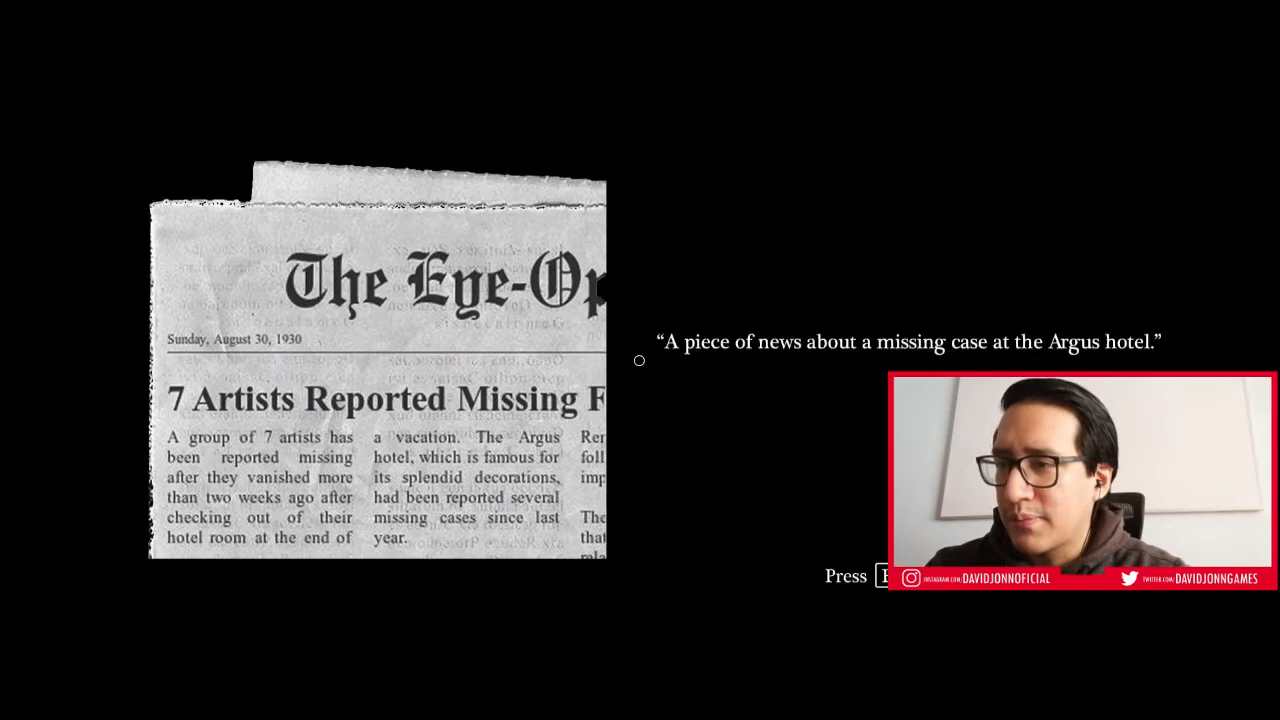 The Eye-Op
Sunday, August 30, 1930
7 Artists Reported Missing F
A group of 7 artists has
been reported missing
after they vanished more
than two weeks ago after
checking out of their
hotel room at the end of
a vacation. The Argus
hotel, which is famous for
its splendid decorations,
had been reported several
missing cases since last
year.
Rer
foll
imp
The
that
rela
“A piece of news about a missing case at the Argus hotel.”
Press
INSTAGRAM.COM/DAVIDJONNOFICIAL
TWITTER.COM/DAVIDJONNGAMES